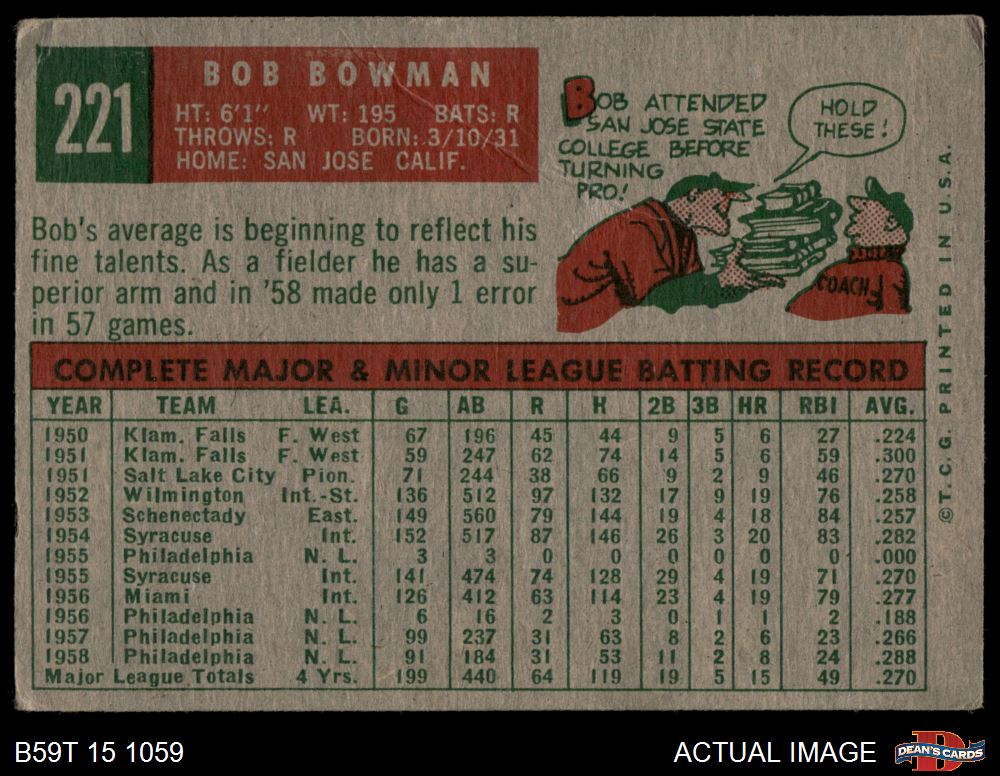 221
BOB BOWMAN
HT: 6'1" WT: 195 BATS: R
THROWS: R BORN: 3/10/31
HOME: SAN JOSE CALIF.
BOB ATTENDED
SAN JOSE STATE
COLLEGE BEFORE
TURNING
PRO!
HOLD
THESE!
COACH
Bob's average is beginning to reflect his
fine talents. As a fielder he has a su-
perior arm and in '58 made only 1 error
in 57 games.
COMPLETE MAJOR & MINOR LEAGUE BATTING RECORD
YEAR TEAM LEA. G AB R H 2B 3B HR RBI AVG.
1950 Klam. Falls F. West 67 196 45 44 9 5 6 27 .224
1951 Klam. Falls F. West 59 247 62 74 14 5 6 59 .300
1951 Salt Lake City Pion. 71 244 38 66 9 2 9 46 .270
1952 Wilmington Int.-St. 136 512 97 132 17 9 19 76 .258
1953 Schenectady East. 149 560 79 144 19 4 18 84 .257
1954 Syracuse Int. 152 517 87 146 26 3 20 83 .282
1955 Philadelphia N. L. 3 3 0 0 0 0 0 0 .000
1955 Syracuse Int. 141 474 74 128 29 4 19 71 .270
1956 Miami Int. 126 412 63 114 23 4 19 79 .277
1956 Philadelphia N. L. 6 16 2 3 0 1 1 2 .188
1957 Philadelphia N. L. 99 237 31 63 8 2 6 23 .266
1958 Philadelphia N. L. 91 184 31 53 11 2 8 24 .288
Major League Totals 4 Yrs. 199 440 64 119 19 5 15 49 .270
© T. C. G. PRINTED IN U.S.A.
B59T 15 1059
ACTUAL IMAGE
DEAN'S CARDS